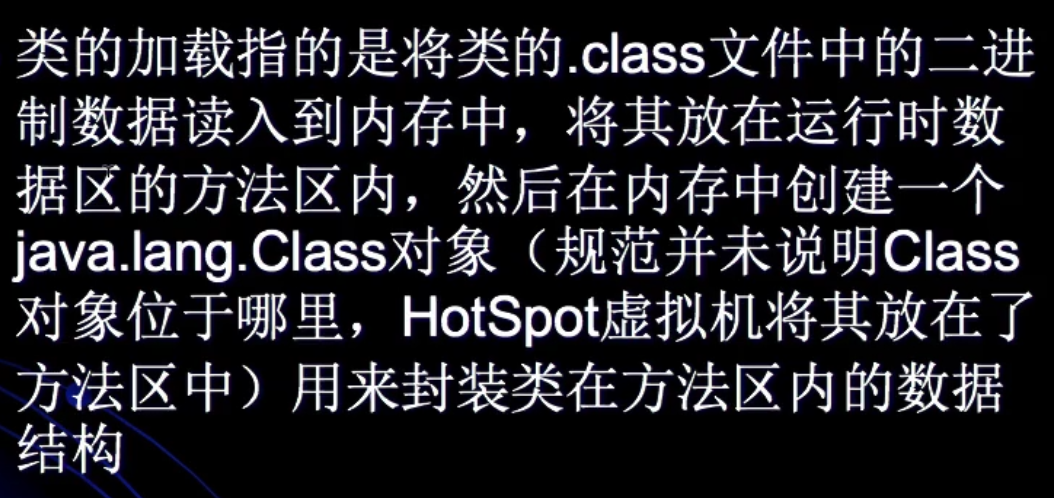 类的加载指的是将类的.class文件中的二进
制数据读入到内存中，将其放在运行时数
据区的方法区内，然后在内存中创建一个
java.lang.Class对象（规范并未说明Class
对象位于哪里，HotSpot虚拟机将其放在了
方法区中）用来封装类在方法区内的数据
结构